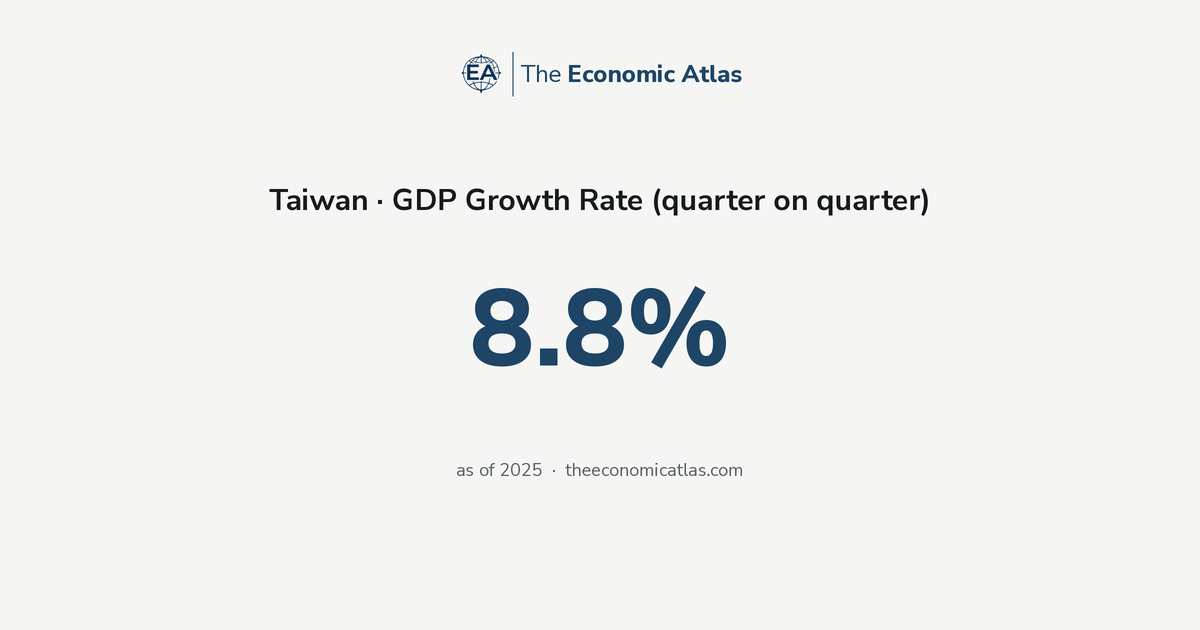 EA The Economic Atlas
Taiwan · GDP Growth Rate (quarter on quarter)
8.8%
as of 2025 · theeconomicatlas.com